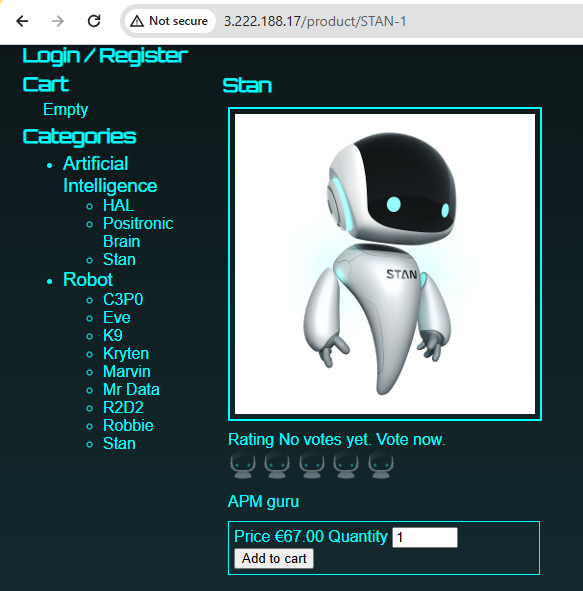 Not secure 3.222.188.17/product/STAN-1
Login / Register
Cart
Empty
Categories
Artificial
Intelligence
HAL
Positronic
Brain
Stan
Robot
C3P0
Eve
K9
Kryten
Marvin
Mr Data
R2D2
Robbie
Stan
Stan
STAN
Rating No votes yet. Vote now.
APM guru
Price €67.00 Quantity 1
Add to cart